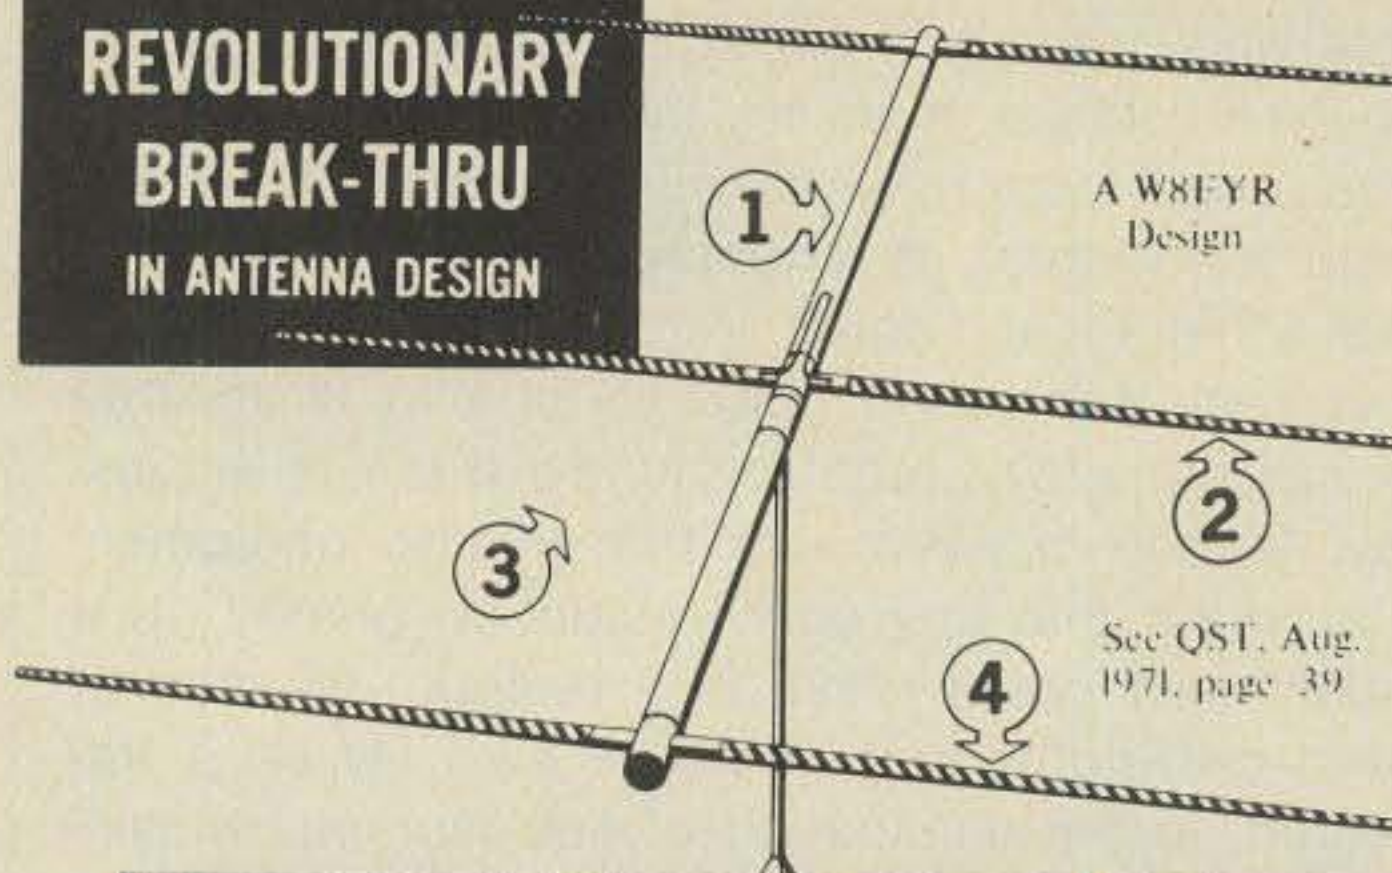 REVOLUTIONARY
BREAK-THRU
IN ANTENNA DESIGN
1
A W8FYR
Design
2
3
See QST, Aug.
1971, page 39
4